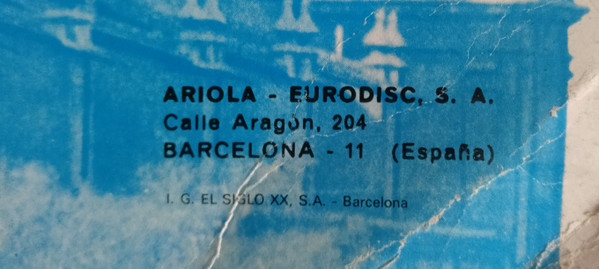 ARIOLA - EURODISC, S. A.
Calle Aragón, 204
BARCELONA - 11 (España)
I. G. EL SIGLO XX, S.A. - Barcelona